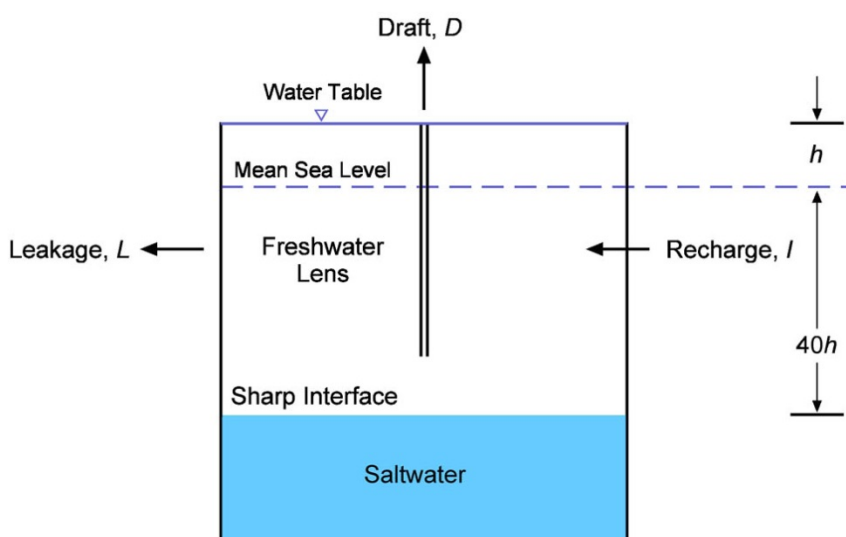 Draft, D
Water Table
h
Mean Sea Level
Leakage, L
Freshwater
Lens
Recharge, I
40h
Sharp Interface
Saltwater